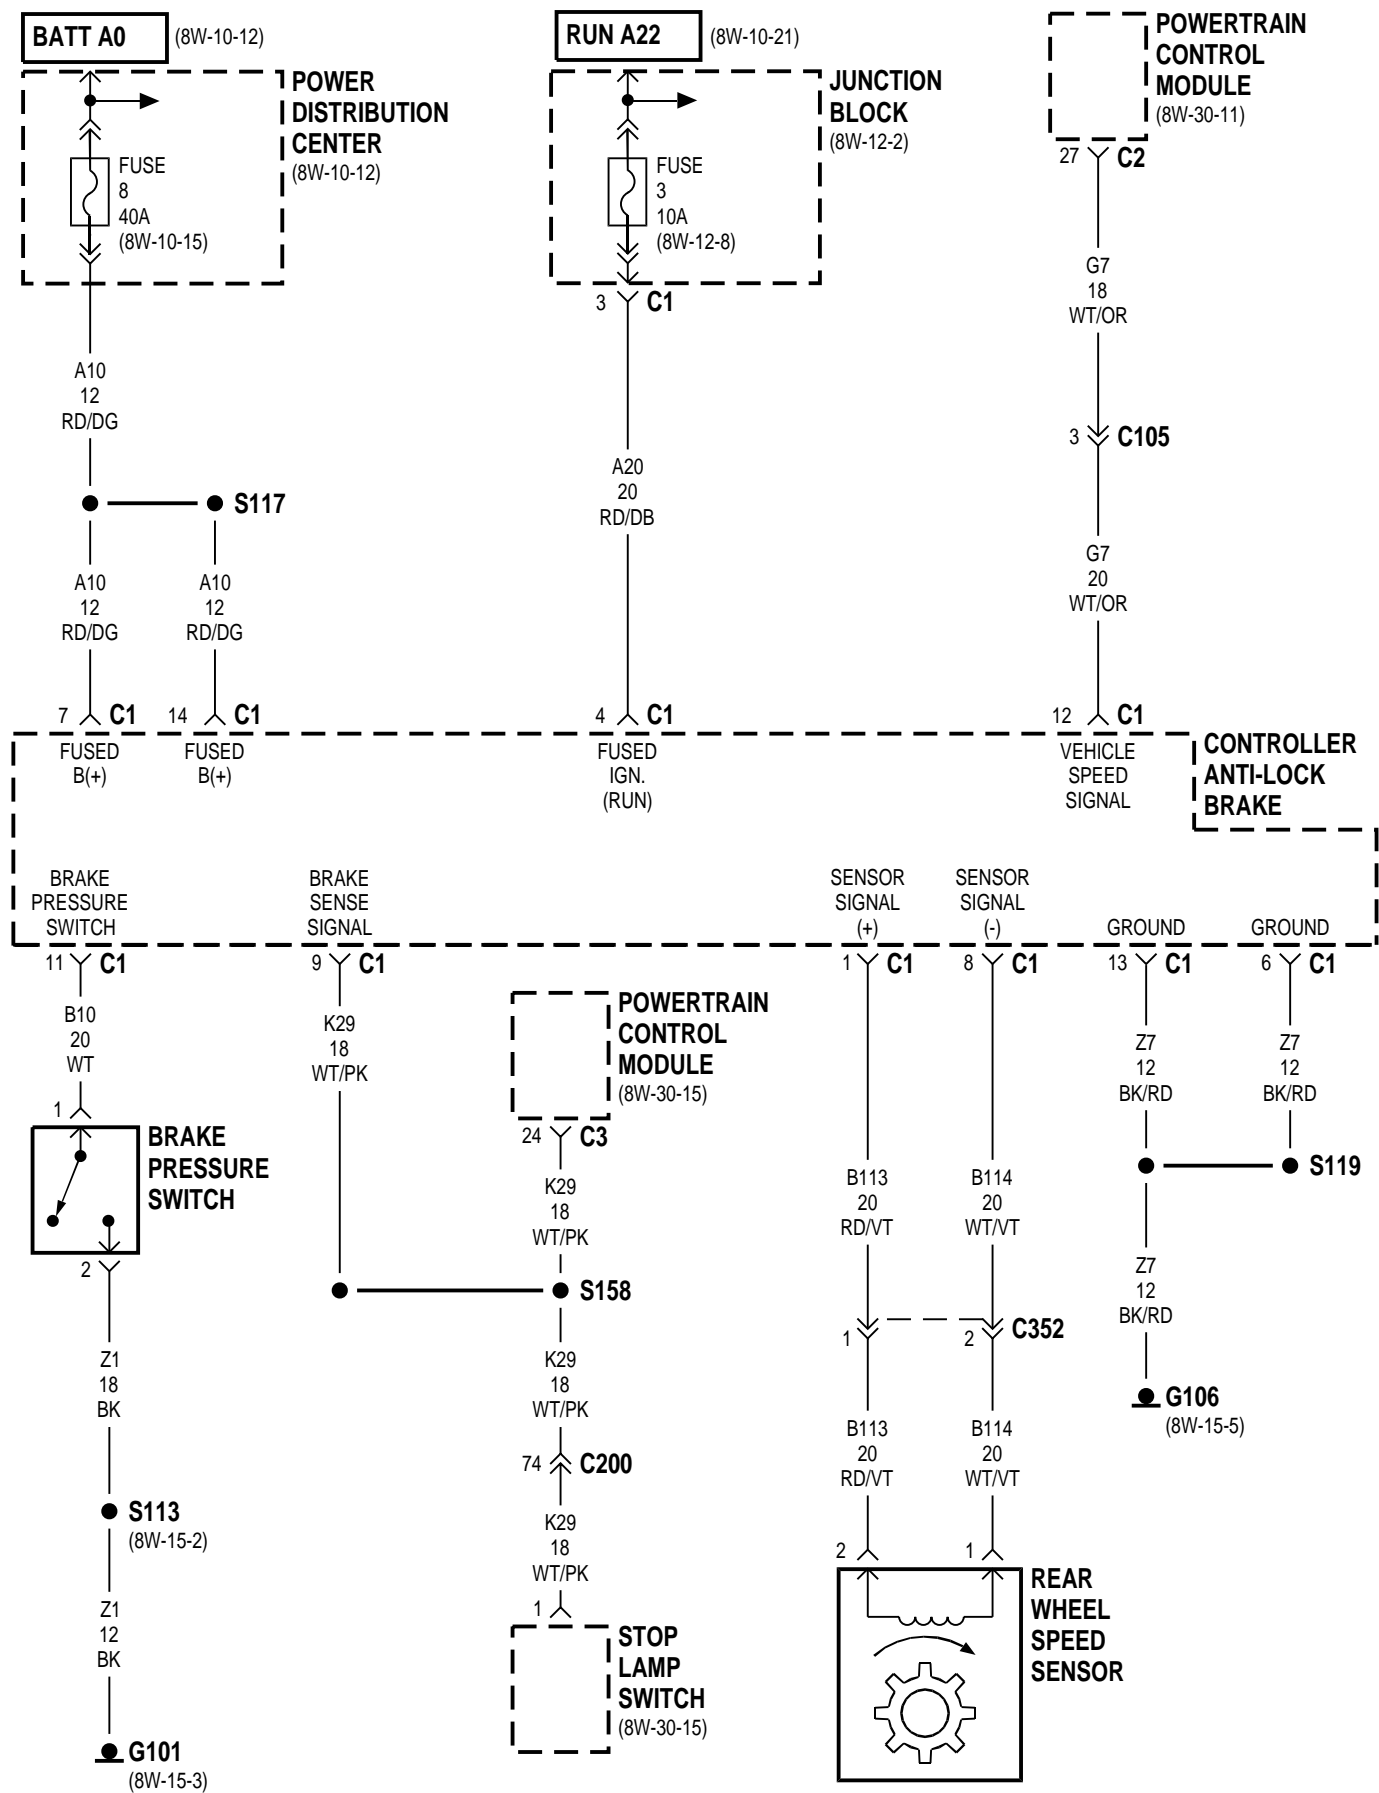 BATT A0
(8W-10-12)
RUN A22
(8W-10-21)
POWERTRAIN
CONTROL
MODULE
(8W-30-11)
POWER
DISTRIBUTION
CENTER
(8W-10-12)
FUSE
8
40A
(8W-10-15)
JUNCTION
BLOCK
(8W-12-2)
FUSE
3
10A
(8W-12-8)
27
C2
3
C1
G7
18
WT/OR
A10
12
RD/DG
3
C105
A20
20
RD/DB
S117
G7
20
WT/OR
A10
12
RD/DG
A10
12
RD/DG
7
C1
14
C1
4
C1
12
C1
FUSED
B(+)
FUSED
B(+)
FUSED
IGN.
(RUN)
VEHICLE
SPEED
SIGNAL
CONTROLLER
ANTI-LOCK
BRAKE
BRAKE
PRESSURE
SWITCH
BRAKE
SENSE
SIGNAL
SENSOR
SIGNAL
(+)
SENSOR
SIGNAL
(-)
GROUND
GROUND
11
C1
9
C1
1
C1
8
C1
13
C1
6
C1
B10
20
WT
K29
18
WT/PK
POWERTRAIN
CONTROL
MODULE
(8W-30-15)
Z7
12
BK/RD
Z7
12
BK/RD
1
BRAKE
PRESSURE
SWITCH
24
C3
K29
18
WT/PK
B113
20
RD/VT
B114
20
WT/VT
S119
2
S158
Z7
12
BK/RD
1
2
C352
Z1
18
BK
K29
18
WT/PK
G106
(8W-15-5)
B113
20
RD/VT
B114
20
WT/VT
74
C200
S113
(8W-15-2)
K29
18
WT/PK
2
1
Z1
12
BK
1
STOP
LAMP
SWITCH
(8W-30-15)
REAR
WHEEL
SPEED
SENSOR
G101
(8W-15-3)